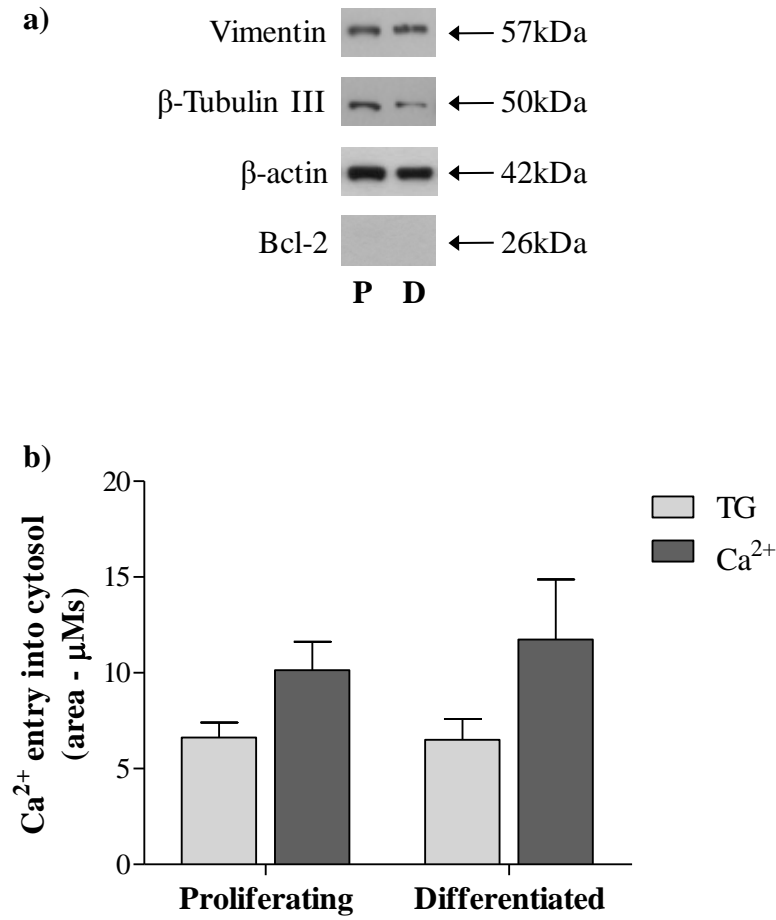 a)
Vimentin 57kDa
β-Tubulin III 50kDa
β-actin 42kDa
Bcl-2 26kDa
P D
b)
Ca²⁺ entry into cytosol
(area - μMs)
20
15
10
5
0
TG
Ca²⁺
Proliferating Differentiated